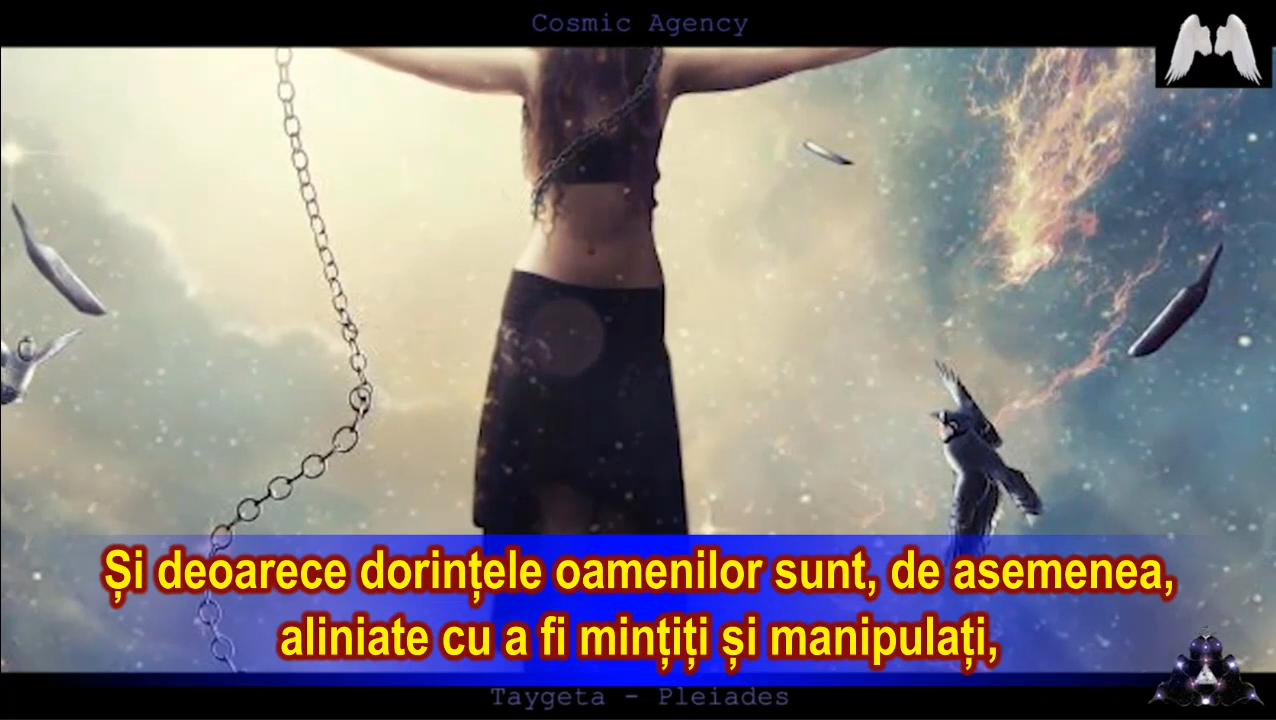 Cosmic Agency
Și deoarece dorințele oamenilor sunt, de asemenea,
aliniate cu a fi mințiți și manipulați,
Taygeta - Pleiades